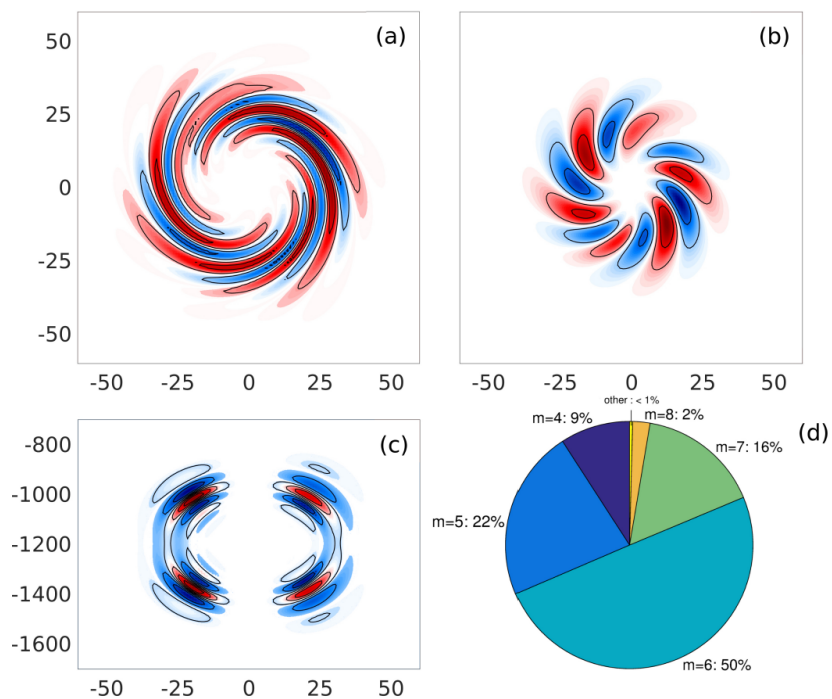 (a)
50
25
0
-25
-50
-50 -25 0 25 50
(b)
-50 -25 0 25 50
(c)
-800
-1000
-1200
-1400
-1600
-50 -25 0 25 50
(d)
other : < 1%
m=4: 9%
m=8: 2%
m=7: 16%
m=5: 22%
m=6: 50%